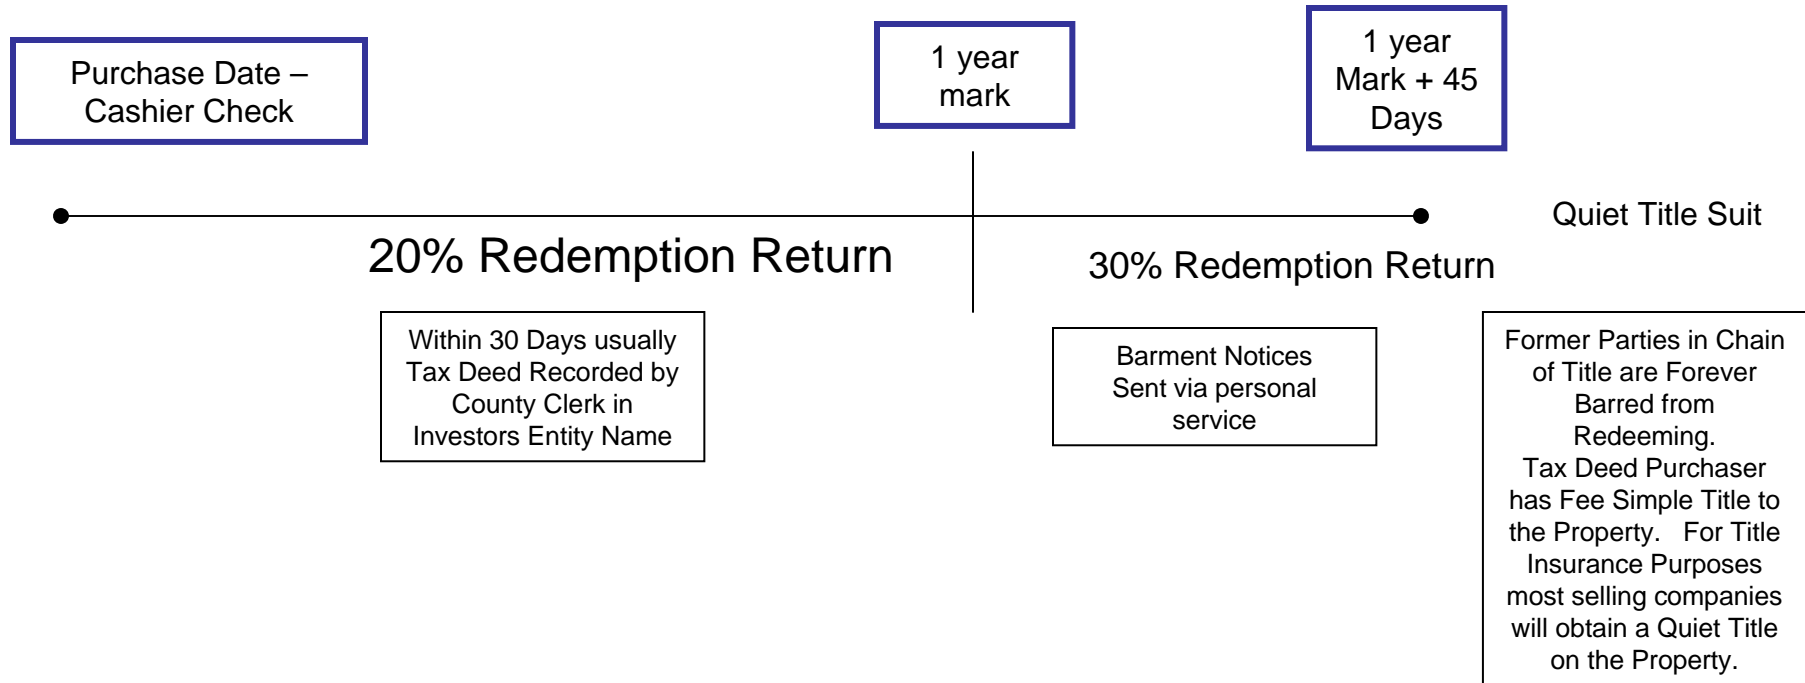 Purchase Date –
Cashier Check
1 year
mark
1 year
Mark + 45
Days
Quiet Title Suit
20% Redemption Return
30% Redemption Return
Within 30 Days usually
Tax Deed Recorded by
County Clerk in
Investors Entity Name
Barment Notices
Sent via personal
service
Former Parties in Chain
of Title are Forever
Barred from
Redeeming.
Tax Deed Purchaser
has Fee Simple Title to
the Property. For Title
Insurance Purposes
most selling companies
will obtain a Quiet Title
on the Property.